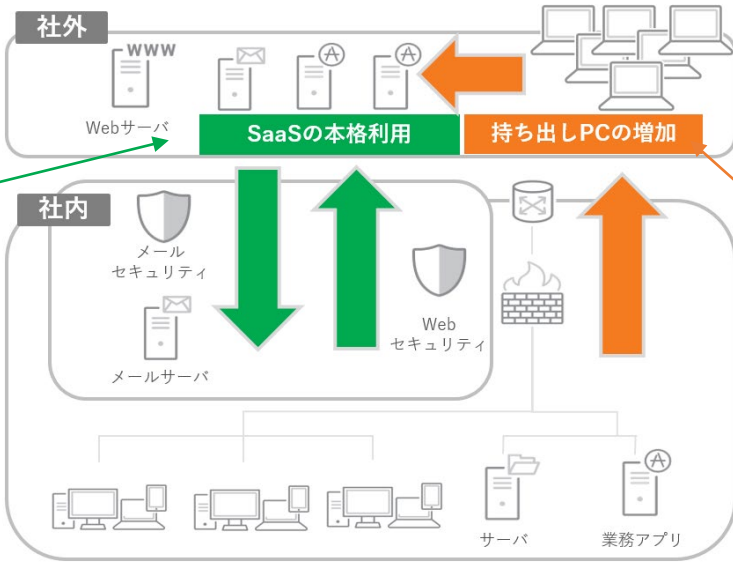 社外
WWW
Webサーバ
SaaSの本格利用
持ち出しPCの増加
社内
メール
セキュリティ
メールサーバ
Web
セキュリティ
サーバ
業務アプリ